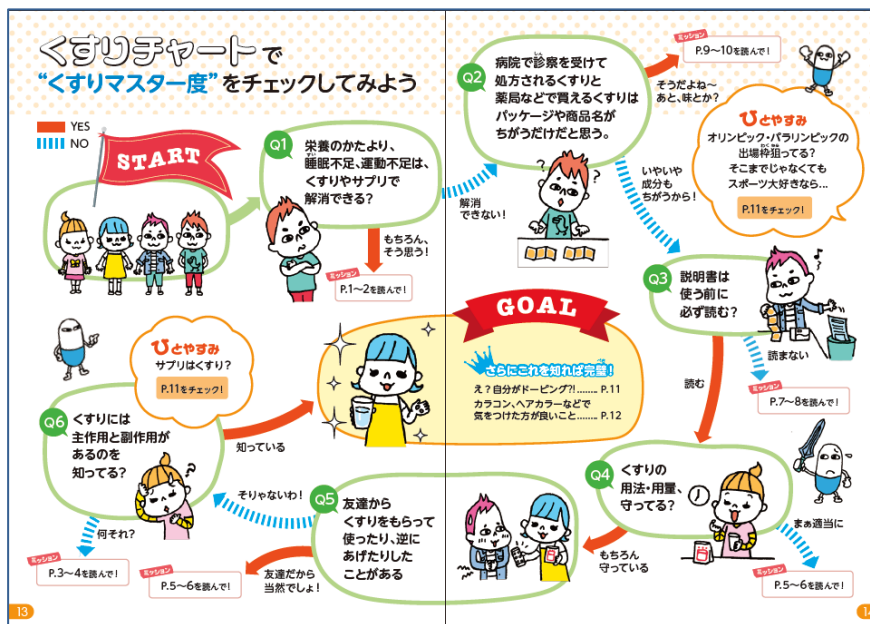 くすりチャートで
“くすりマスター度”をチェックしてみよう
YES
NO
START
Q1
栄養のかたより、
睡眠不足、運動不足は、
すい
くすりやサプリで
解消できる?
もちろん、
そう思う!
ミッション
P.1~2を読んで!
解消
できない!
Q2
病院で診察を受けて
しん
処方されるくすりと
薬局などで買えるくすりは
パッケージや商品名が
ちがうだけだと思う。
ミッション
P.9~10を読んで!
そうだよね~
あと、味とか?
いやいや
成分も
ちがうから!
ひとやすみ
オリンピック・パラリンピックの
出場枠狙ってる?
わくねら
そこまでじゃなくても
スポーツ大好きなら...
P.11をチェック!
Q3
説明書は
使う前に
必ず読む?
読まない
ミッション
P.7~8を読んで!
読む
Q4
くすりの
用法・用量、
守ってる?
まぁ適当に
ミッション
P.5~6を読んで!
もちろん
守っている
Q5
友達から
くすりをもらって
使ったり、逆に
あげたりした
ことがある
友達だから
当然でしょ!
ミッション
P.5~6を読んで!
そりゃないわ!
Q6
くすりには
主作用と副作用が
あるのを
知ってる?
何それ?
ミッション
P.3~4を読んで!
知っている
ひとやすみ
サプリはくすり?
P.11をチェック!
GOAL
さらにこれを知れば完璧!
ぺき
え?自分がドーピング?!........ P.11
カラコン、ヘアカラーなどで
気をつけた方が良いこと........ P.12
13
14